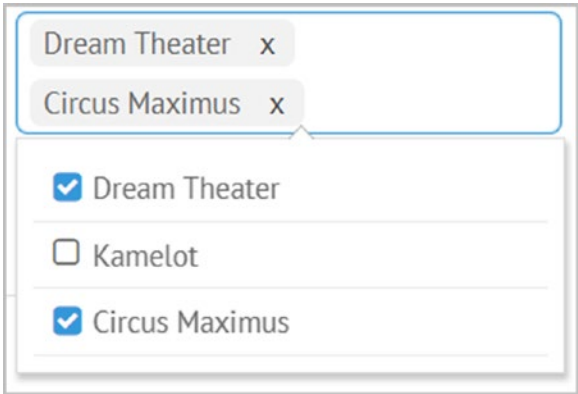 Dream Theater x
Circus Maximus x
Dream Theater
Kamelot
Circus Maximus